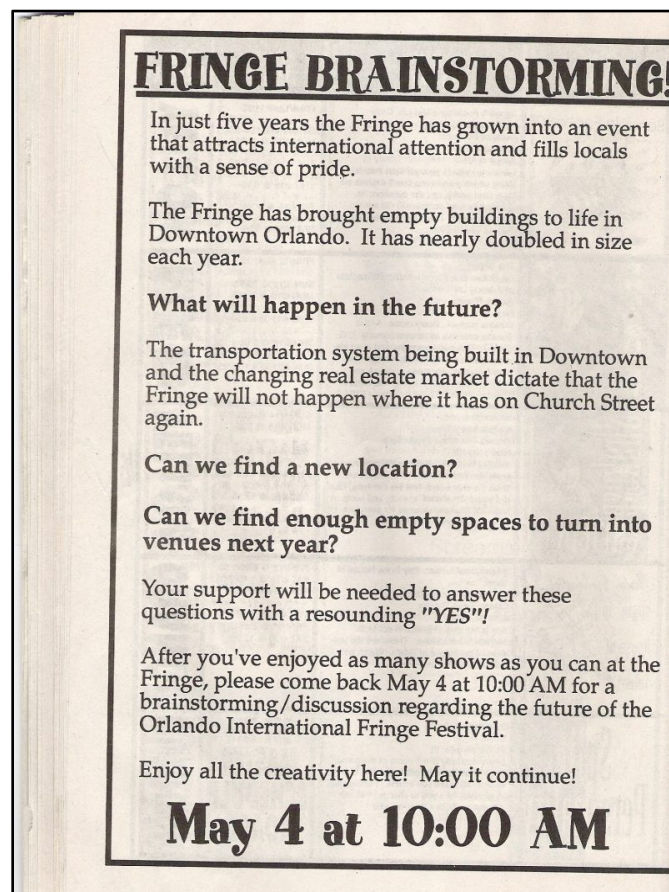 FRINGE BRAINSTORMING!
In just five years the Fringe has grown into an event
that attracts international attention and fills locals
with a sense of pride.
The Fringe has brought empty buildings to life in
Downtown Orlando.  It has nearly doubled in size
each year.
What will happen in the future?
The transportation system being built in Downtown
and the changing real estate market dictate that the
Fringe will not happen where it has on Church Street
again.
Can we find a new location?
Can we find enough empty spaces to turn into
venues next year?
Your support will be needed to answer these
questions with a resounding "YES"!
After you've enjoyed as many shows as you can at the
Fringe, please come back May 4 at 10:00 AM for a
brainstorming/discussion regarding the future of the
Orlando International Fringe Festival.
Enjoy all the creativity here!  May it continue!
May 4 at 10:00 AM